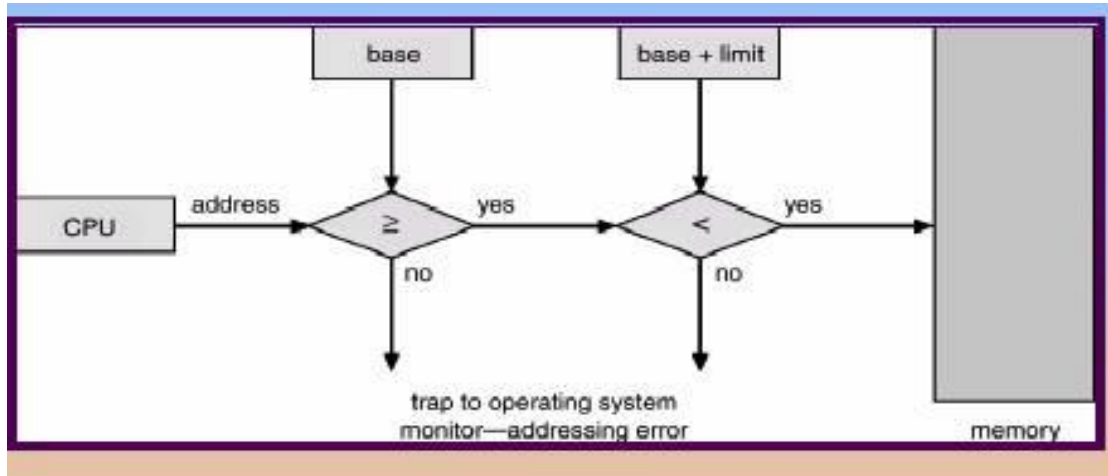 base
base + limit
address
yes
yes
CPU
≥
<
no
no
trap to operating system
monitor—addressing error
memory